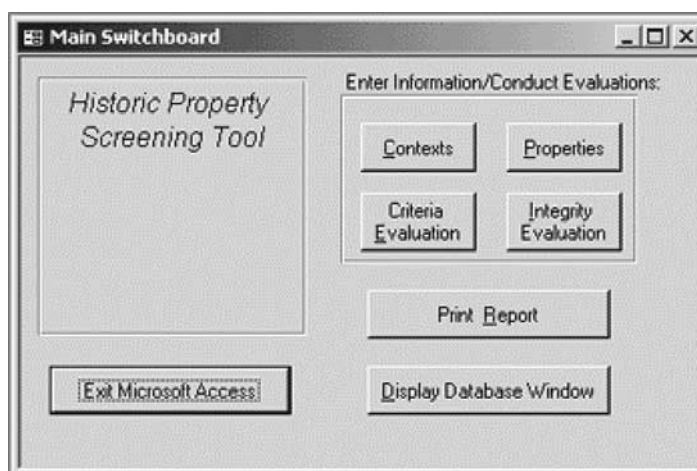 Main Switchboard
Historic Property
Screening Tool
Enter Information/Conduct Evaluations:
Contexts
Properties
Criteria
Evaluation
Integrity
Evaluation
Print Report
Exit Microsoft Access
Display Database Window